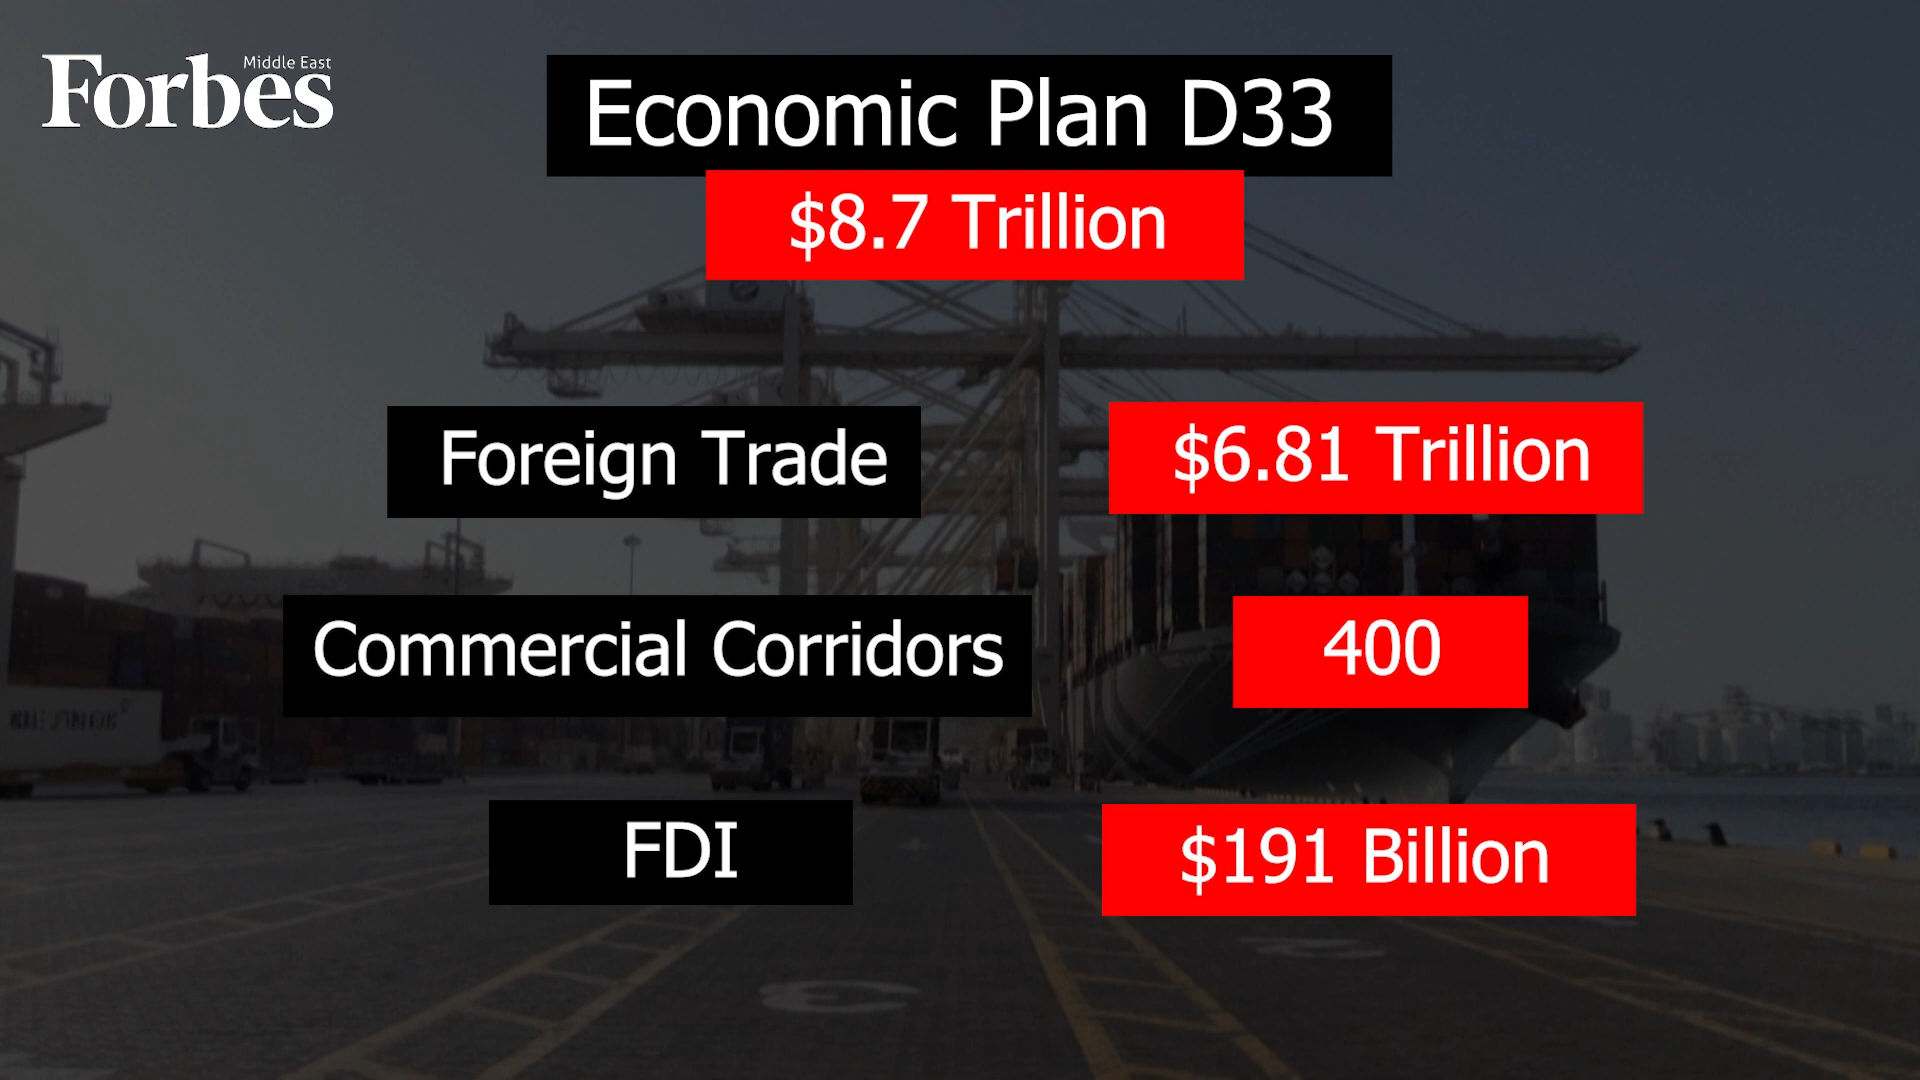 Forbes
Middle East
Economic Plan D33
$8.7 Trillion
Foreign Trade
$6.81 Trillion
Commercial Corridors
400
FDI
$191 Billion
3